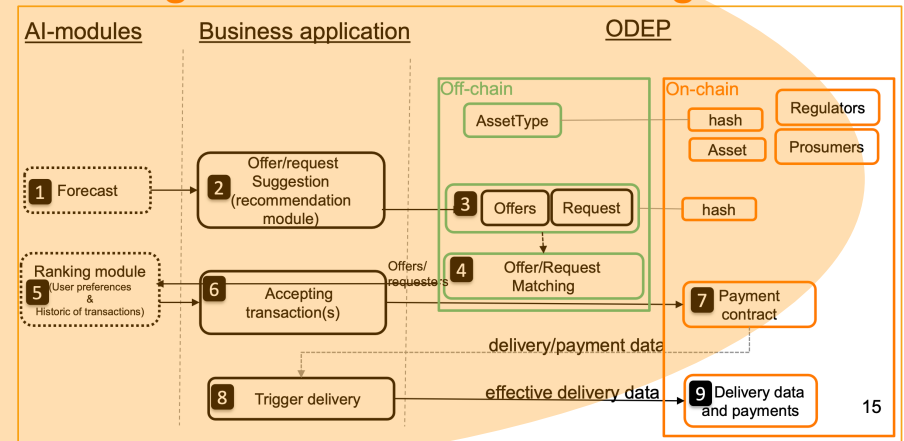 AI-modules
Business application
ODEP
Off-chain
On-chain
AssetType
hash
Regulators
Asset
Prosumers
1 Forecast
2 Offer/request
Suggestion
(recommendation
module)
3 Offers
Request
hash
Offers/
requesters
4 Offer/Request
Matching
5 Ranking module
(User preferences
&
Historic of transactions)
6 Accepting
transaction(s)
7 Payment
contract
delivery/payment data
8 Trigger delivery
effective delivery data
9 Delivery data
and payments
15